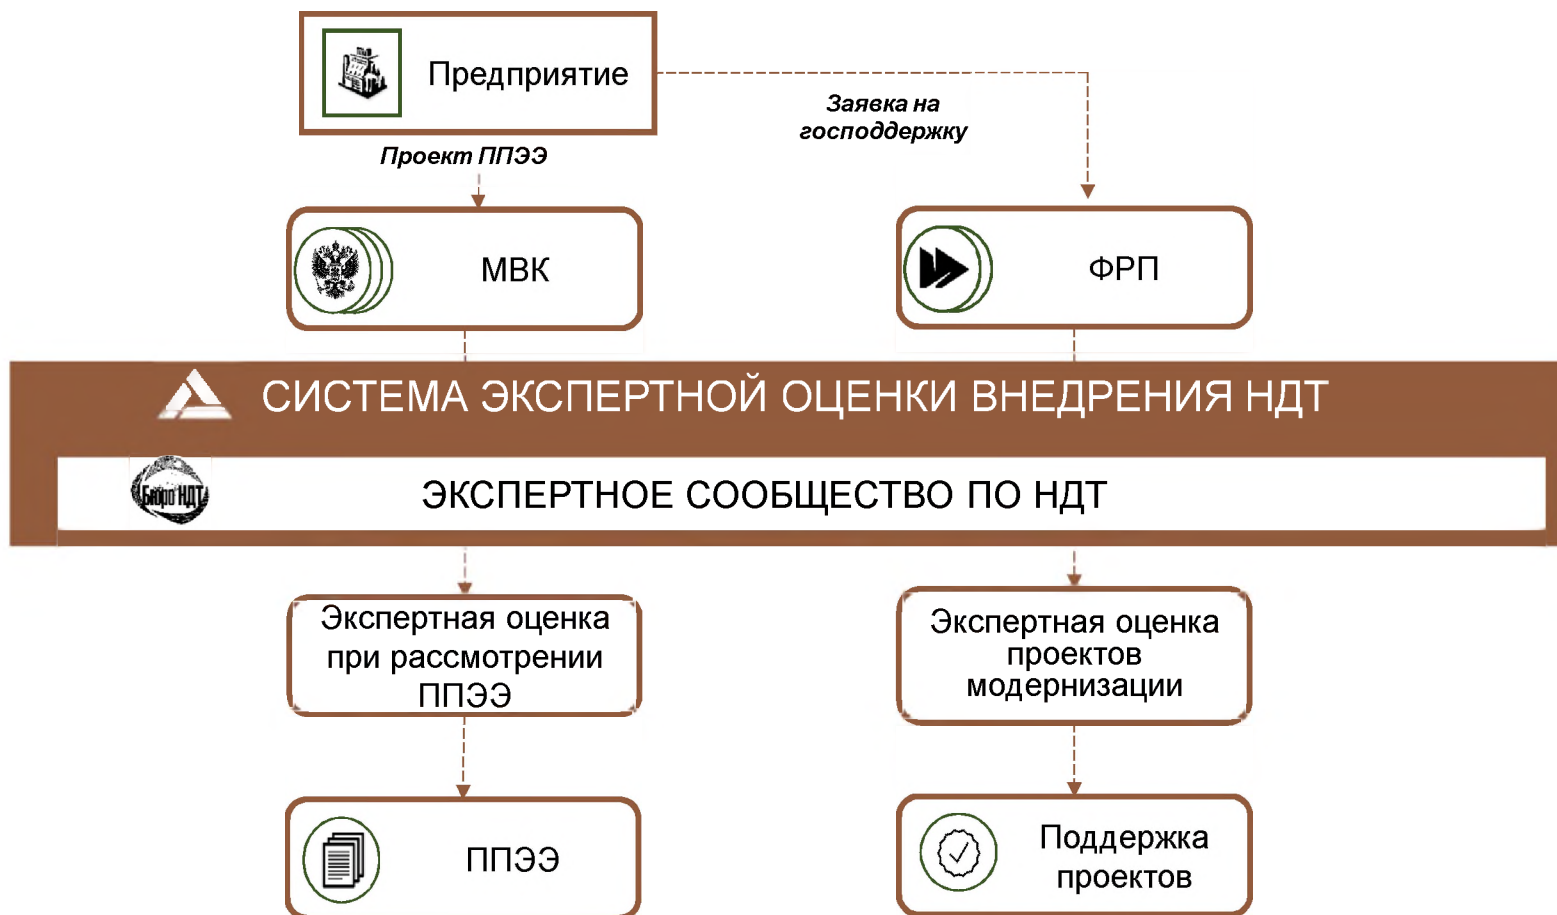 Предприятие
Заявка на
господдержку
Проект ППЭЭ
МВК
ФРП
СИСТЕМА ЭКСПЕРТНОЙ ОЦЕНКИ ВНЕДРЕНИЯ НДТ
Бюро НДТ
ЭКСПЕРТНОЕ СООБЩЕСТВО ПО НДТ
Экспертная оценка
при рассмотрении
ППЭЭ
Экспертная оценка
проектов
модернизации
ППЭЭ
Поддержка
проектов